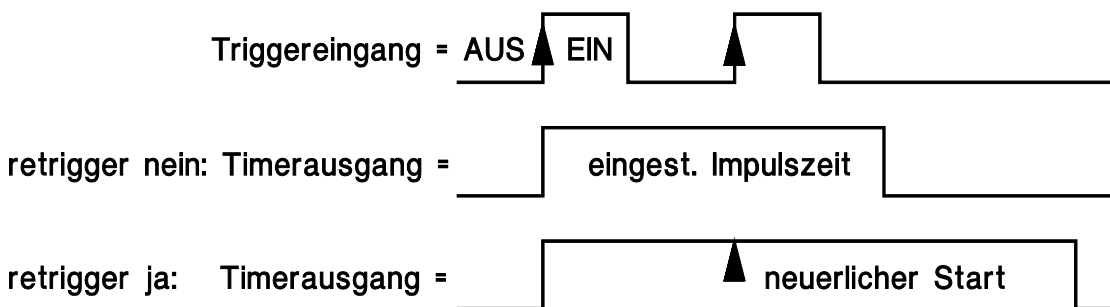 Triggereingang = AUS EIN
retrigger nein: Timerausgang = eingest. Impulszeit
retrigger ja: Timerausgang = neuerlicher Start